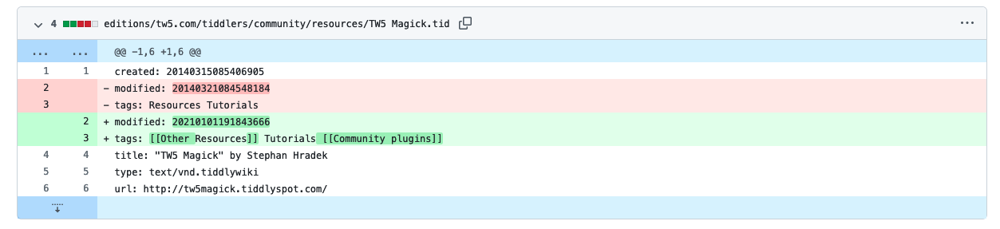 4 editions/tw5.com/tiddlers/community/resources/TW5 Magick.tid ...
... ... @@ -1,6 +1,6 @@
1 1 created: 20140315085406905
2 - modified: 20140321084548184
3 - tags: Resources Tutorials
2 + modified: 20210101191843666
3 + tags: [[Other Resources]] Tutorials [[Community plugins]]
4 4 title: "TW5 Magick" by Stephan Hradek
5 5 type: text/vnd.tiddlywiki
6 6 url: http://tw5magick.tiddlyspot.com/